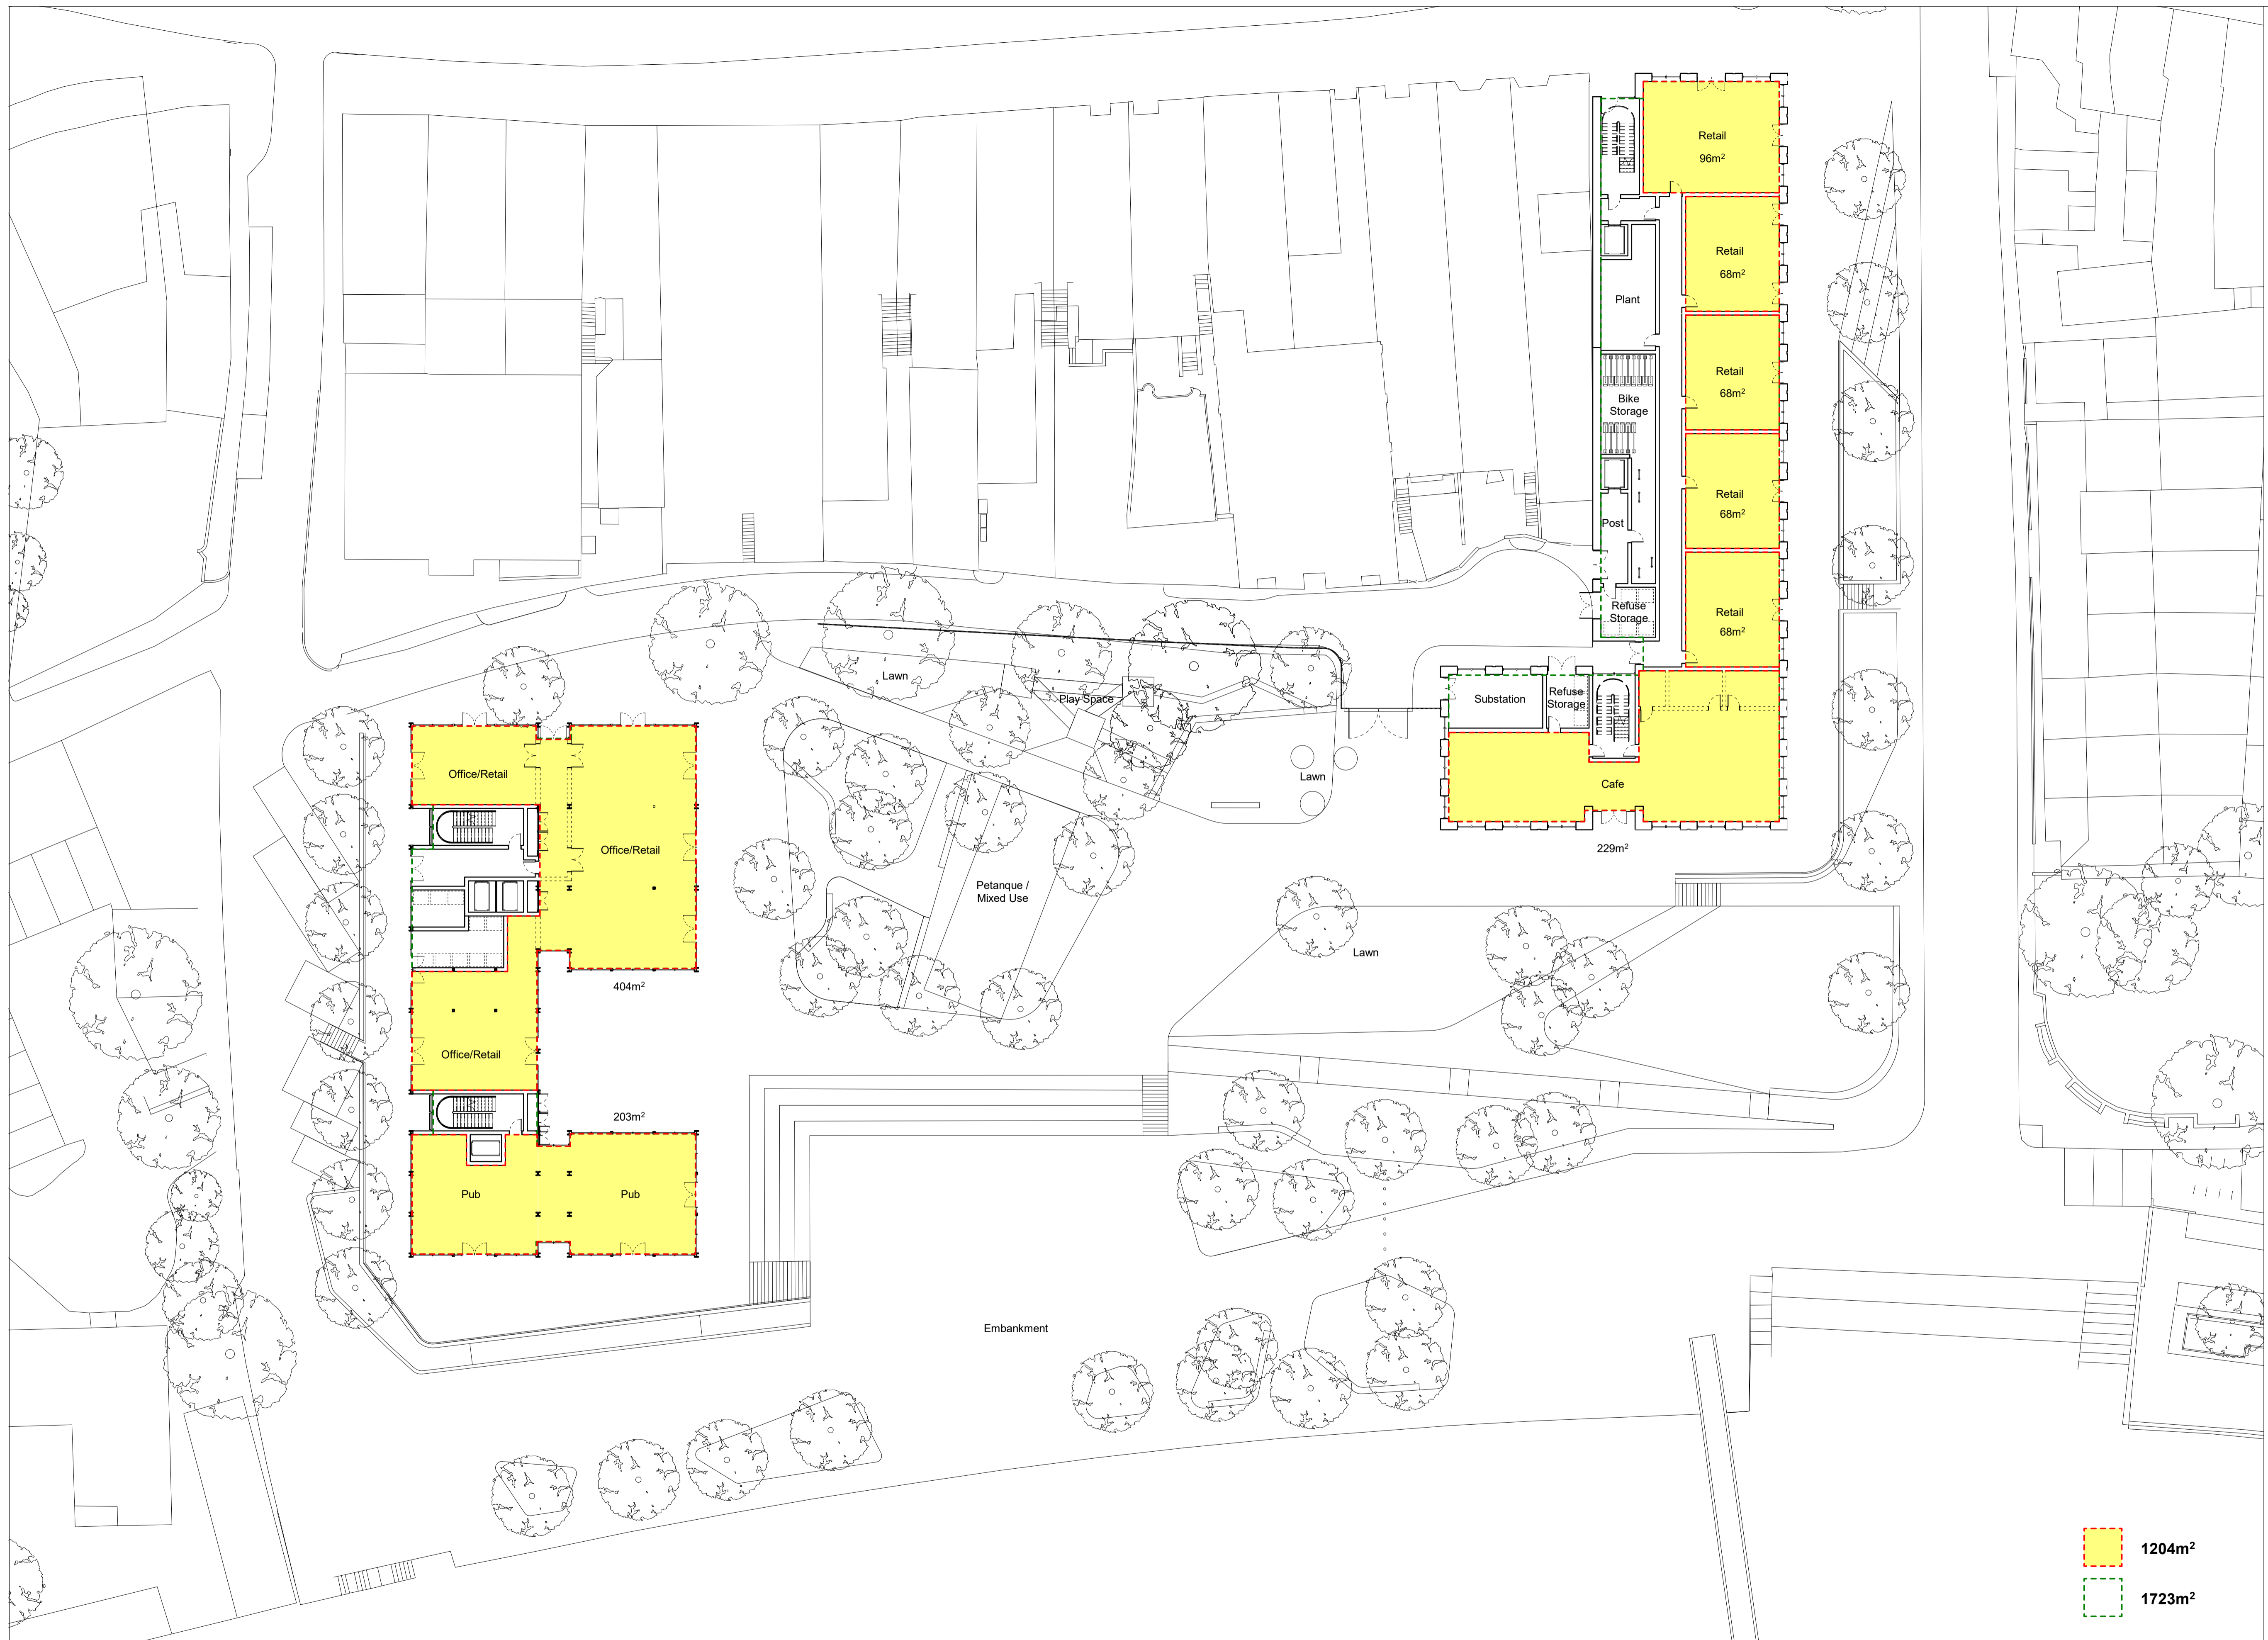 Retail
96m²
Retail
68m²
Plant
Retail
68m²
Bike
Storage
Retail
68m²
Post
Retail
68m²
Refuse
Storage
Lawn
Play Space
Substation
Refuse
Storage
Office/Retail
Lawn
Cafe
Office/Retail
229m²
Petanque /
Mixed Use
Lawn
404m²
Office/Retail
203m²
Pub
Pub
Embankment
1204m²
1723m²